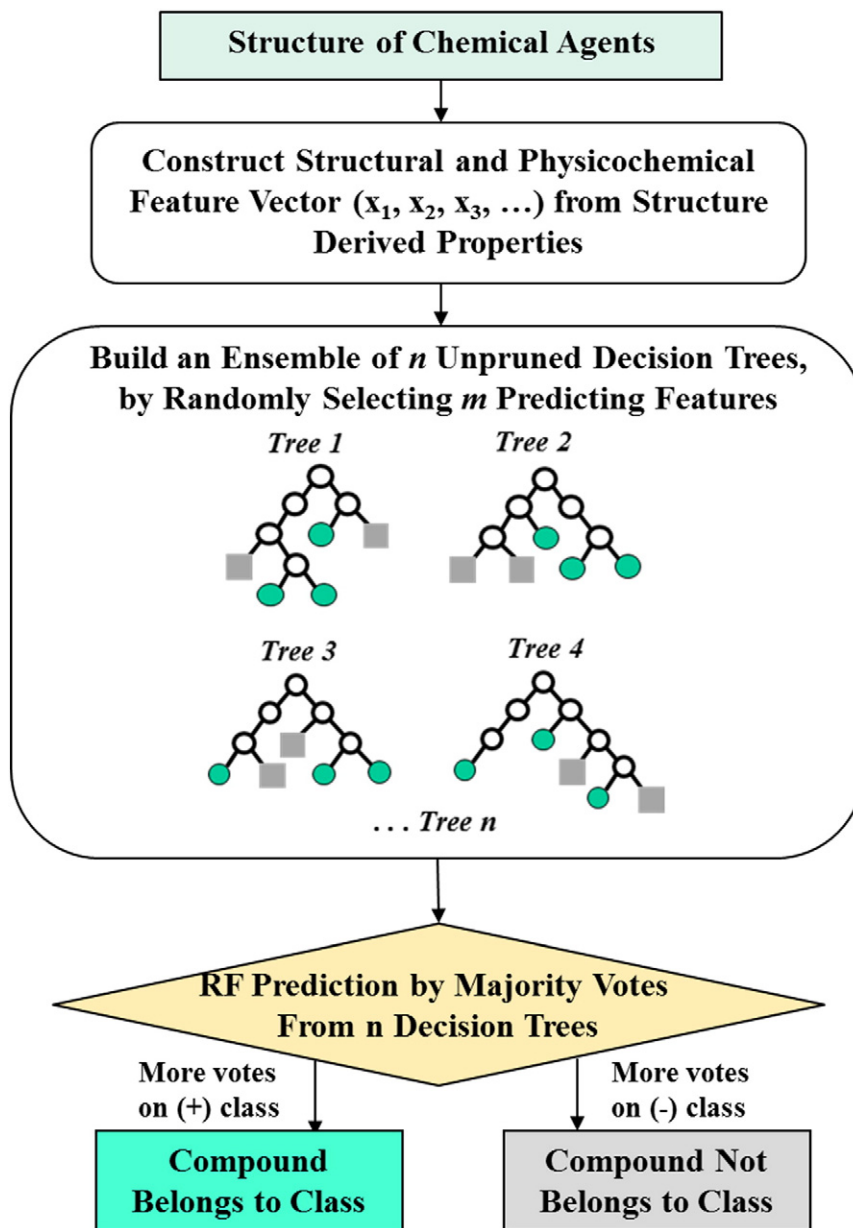 Structure of Chemical Agents
Construct Structural and Physicochemical
Feature Vector (x₁, x₂, x₃, …) from Structure
Derived Properties
Build an Ensemble of n Unpruned Decision Trees,
by Randomly Selecting m Predicting Features
Tree 1
Tree 2
Tree 3
Tree 4
. . . Tree n
RF Prediction by Majority Votes
From n Decision Trees
More votes
on (+) class
More votes
on (-) class
Compound
Belongs to Class
Compound Not
Belongs to Class